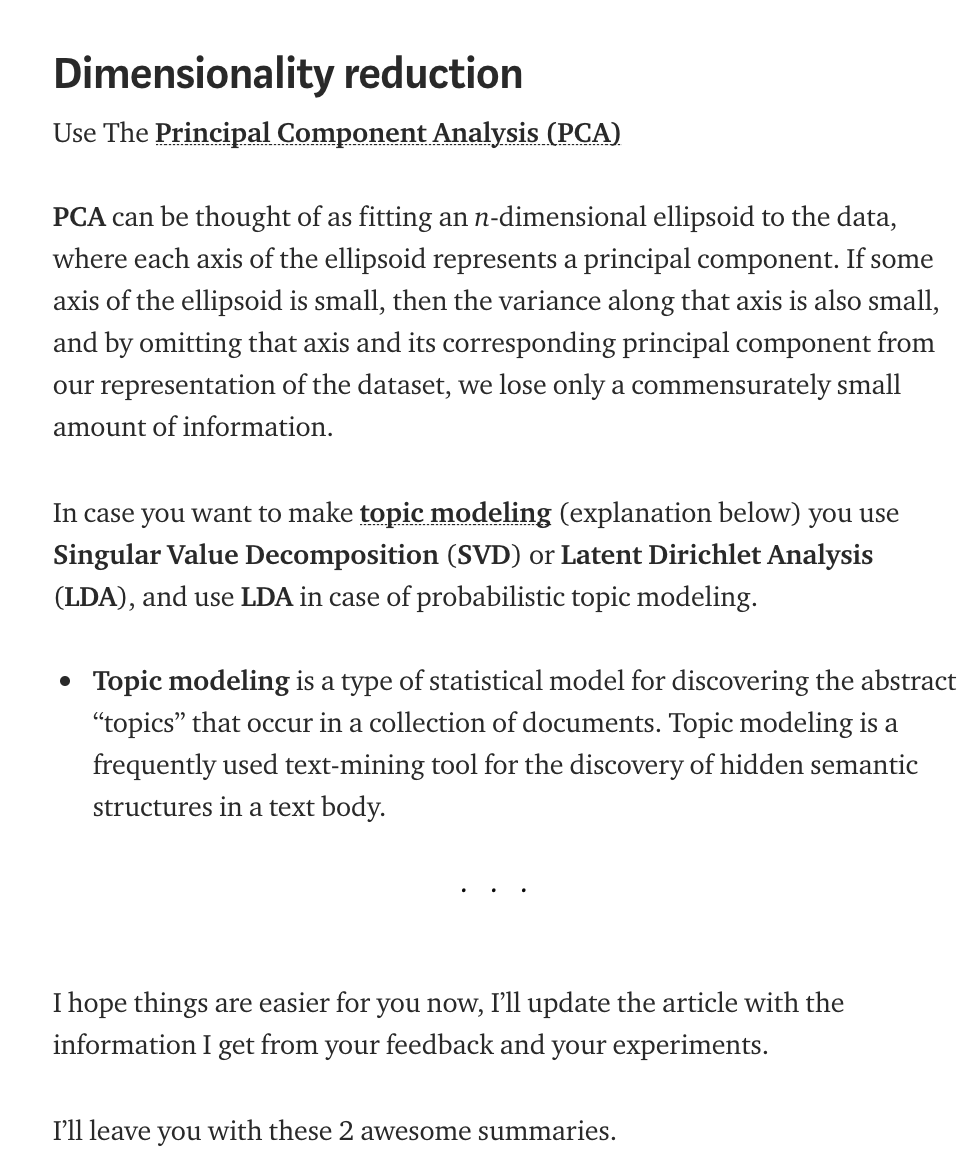 Dimensionality reduction
Use The Principal Component Analysis (PCA)
PCA can be thought of as fitting an n-dimensional ellipsoid to the data,
where each axis of the ellipsoid represents a principal component. If some
axis of the ellipsoid is small, then the variance along that axis is also small,
and by omitting that axis and its corresponding principal component from
our representation of the dataset, we lose only a commensurately small
amount of information.
In case you want to make topic modeling (explanation below) you use
Singular Value Decomposition (SVD) or Latent Dirichlet Analysis
(LDA), and use LDA in case of probabilistic topic modeling.
• Topic modeling is a type of statistical model for discovering the abstract
“topics” that occur in a collection of documents. Topic modeling is a
frequently used text-mining tool for the discovery of hidden semantic
structures in a text body.
. . .
I hope things are easier for you now, I’ll update the article with the
information I get from your feedback and your experiments.
I’ll leave you with these 2 awesome summaries.